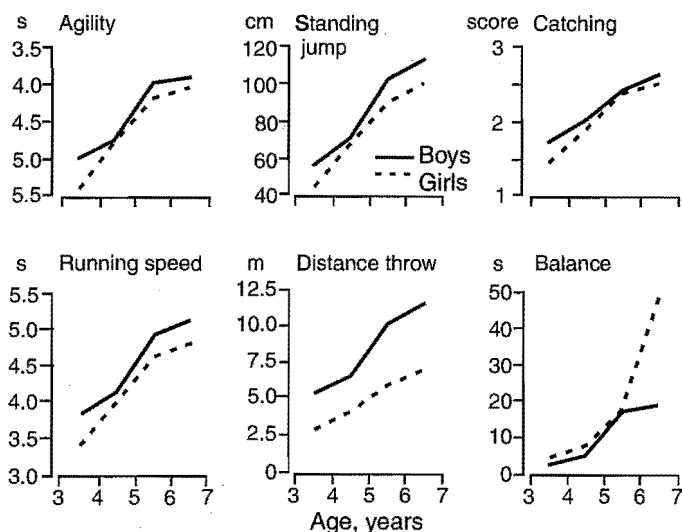 s Agility
3.5
4.0
4.5
5.0
5.5
cm Standing
jump
120
100
80
60
40
Boys
Girls
score Catching
3
2
1
s Running speed
5.5
5.0
4.5
4.0
3.5
3.0
3 4 5 6 7
m Distance throw
12.5
10.0
7.5
5.0
2.5
0
3 4 5 6 7
Age, years
s Balance
50
40
30
20
10
0
3 4 5 6 7